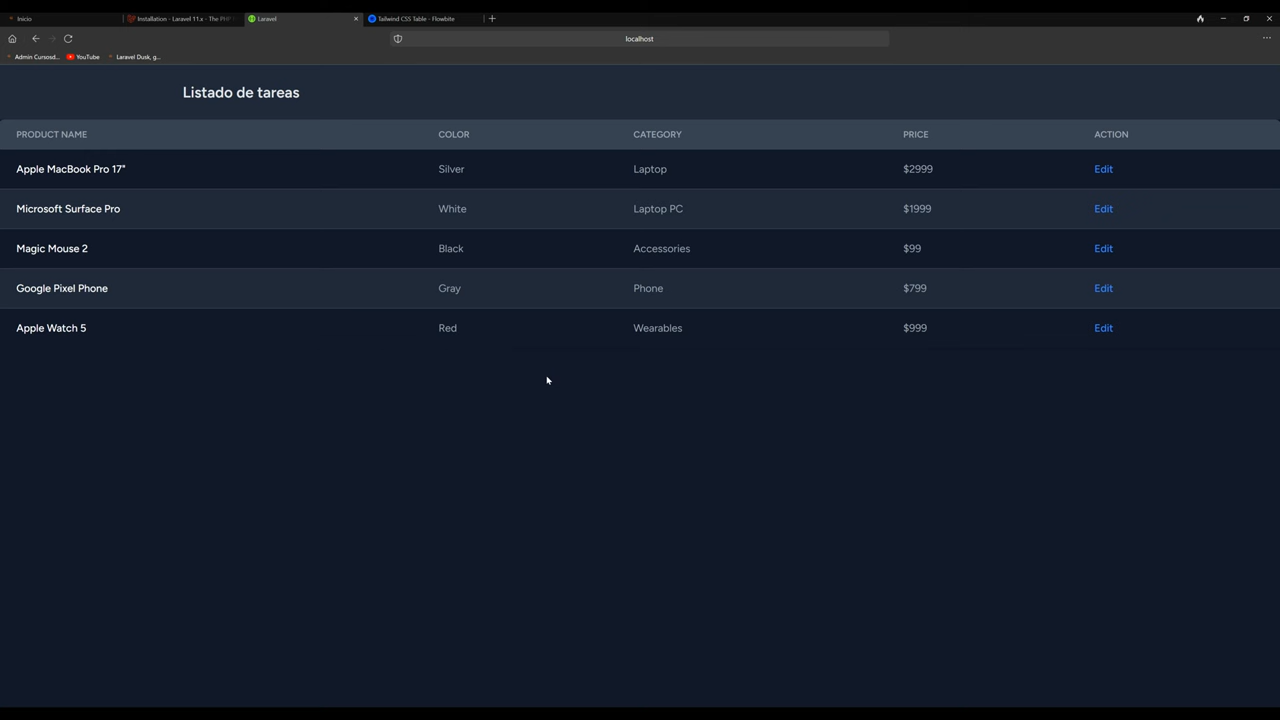 Inicio
Installation - Laravel 11.x - The PHP
Laravel
Tailwind CSS Table - Flowbite
localhost
Admin Cursosd...
YouTube
Laravel Dusk, g...
Listado de tareas
PRODUCT NAME COLOR CATEGORY PRICE ACTION
Apple MacBook Pro 17" Silver Laptop $2999 Edit
Microsoft Surface Pro White Laptop PC $1999 Edit
Magic Mouse 2 Black Accessories $99 Edit
Google Pixel Phone Gray Phone $799 Edit
Apple Watch 5 Red Wearables $999 Edit